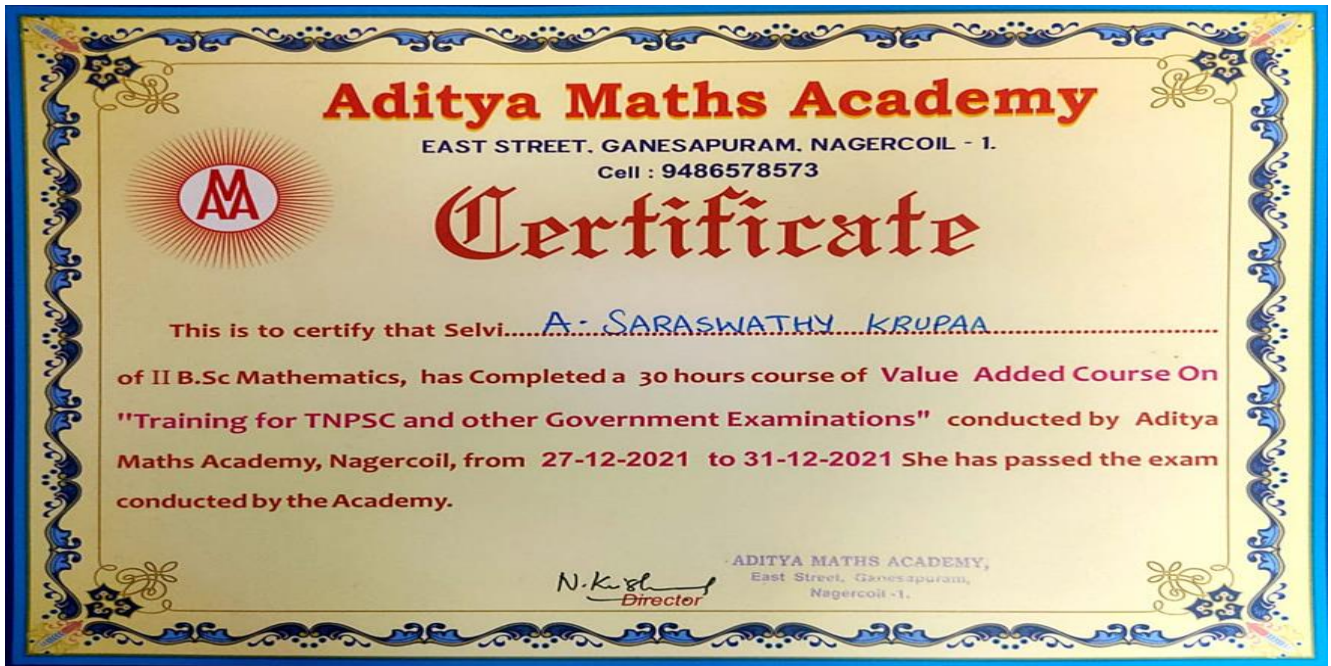 Aditya Maths Academy
EAST STREET, GANESAPURAM, NAGERCOIL - 1.
Cell : 9486578573
AMA
Certificate
This is to certify that Selvi....A. SARASWATHY KRUPAA....
of II B.Sc Mathematics, has Completed a 30 hours course of Value Added Course On
"Training for TNPSC and other Government Examinations" conducted by Aditya
Maths Academy, Nagercoil, from 27-12-2021 to 31-12-2021 She has passed the exam
conducted by the Academy.
ADITYA MATHS ACADEMY,
East Street, Ganesapuram,
Nagercoil -1.
Director